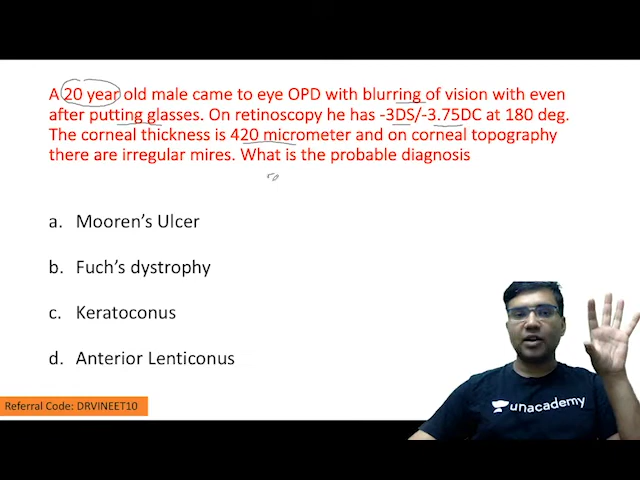 A 20 year old male came to eye OPD with blurring of vision with even
after putting glasses. On retinoscopy he has -3DS/-3.75DC at 180 deg.
The corneal thickness is 420 micrometer and on corneal topography
there are irregular mires. What is the probable diagnosis
a. Mooren's Ulcer
b. Fuch's dystrophy
c. Keratoconus
d. Anterior Lenticonus
unacademy
Referral Code: DRVINEET10